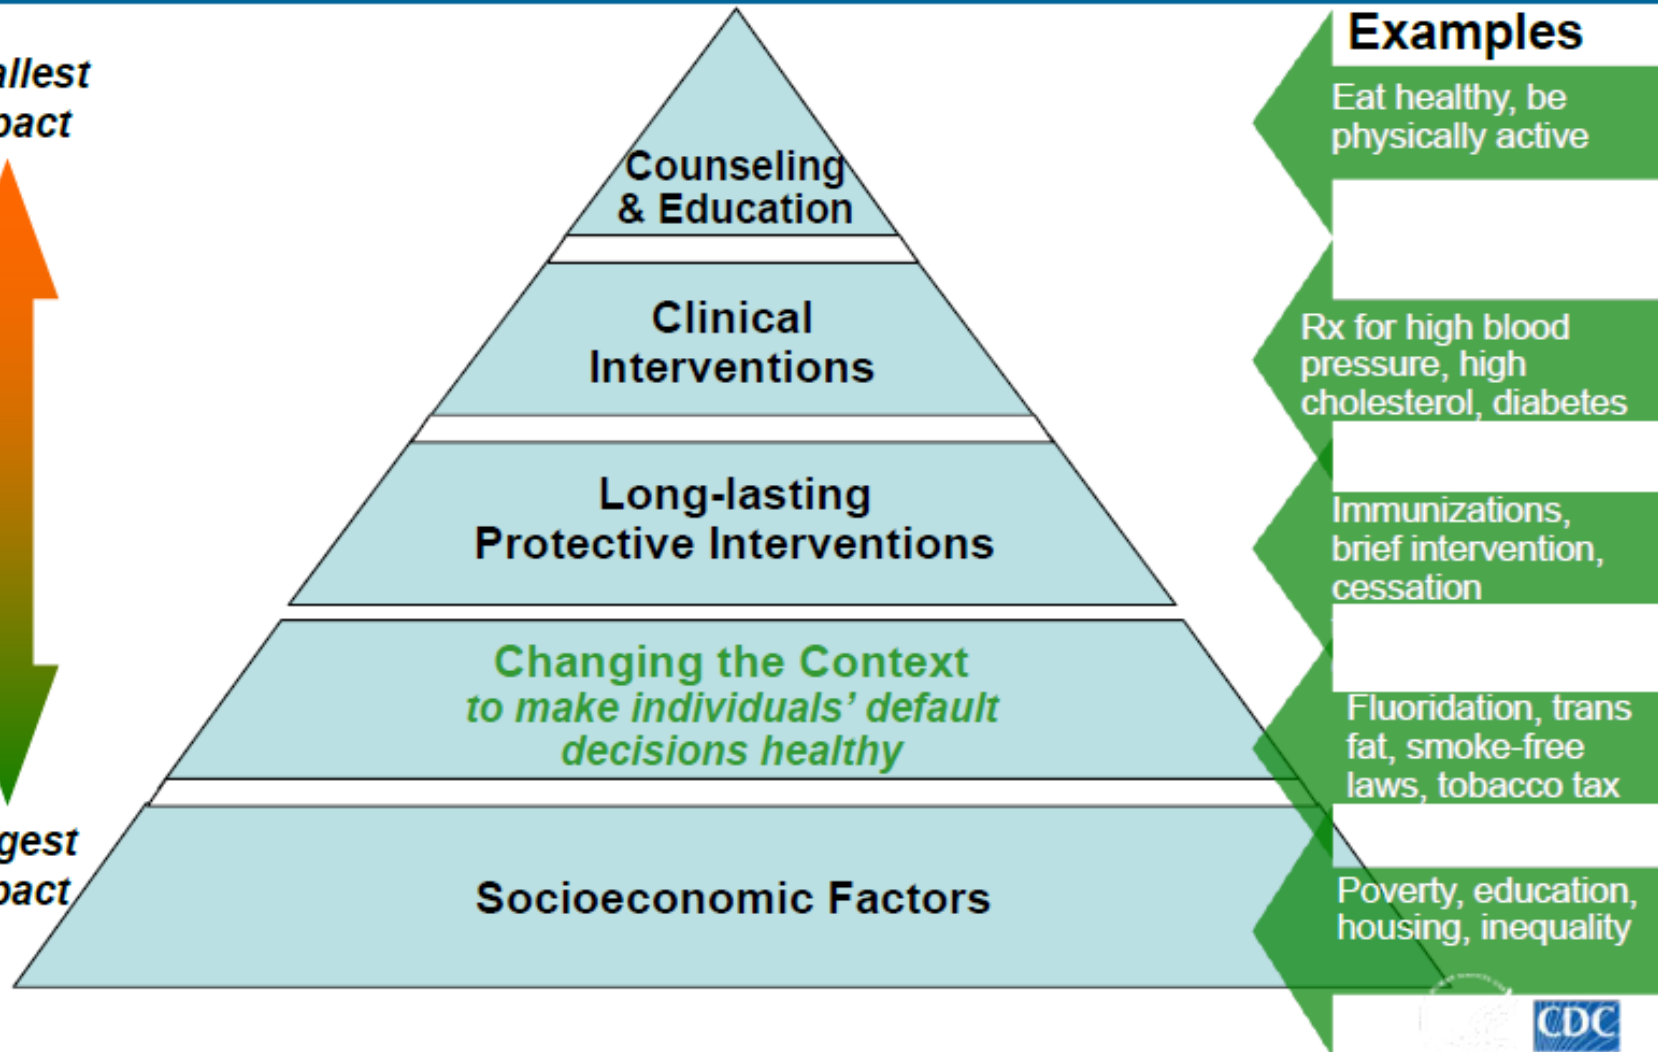 allest
pact
Counseling
& Education
Clinical
Interventions
Long-lasting
Protective Interventions
Changing the Context
to make individuals’ default
decisions healthy
Socioeconomic Factors
gest
pact
Examples
Eat healthy, be
physically active
Rx for high blood
pressure, high
cholesterol, diabetes
Immunizations,
brief intervention,
cessation
Fluoridation, trans
fat, smoke-free
laws, tobacco tax
Poverty, education,
housing, inequality
CDC